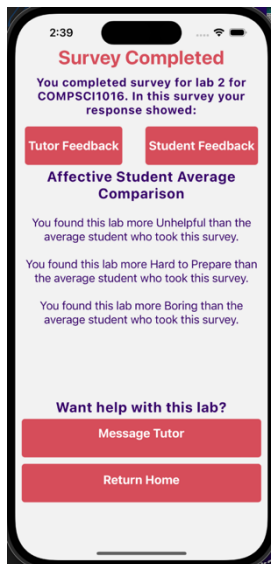 2:39
Survey Completed
You completed survey for lab 2 for
COMPSCI1016. In this survey your
response showed:
Tutor Feedback
Student Feedback
Affective Student Average
Comparison
You found this lab more Unhelpful than the
average student who took this survey.
You found this lab more Hard to Prepare than
the average student who took this survey.
You found this lab more Boring than the
average student who took this survey.
Want help with this lab?
Message Tutor
Return Home